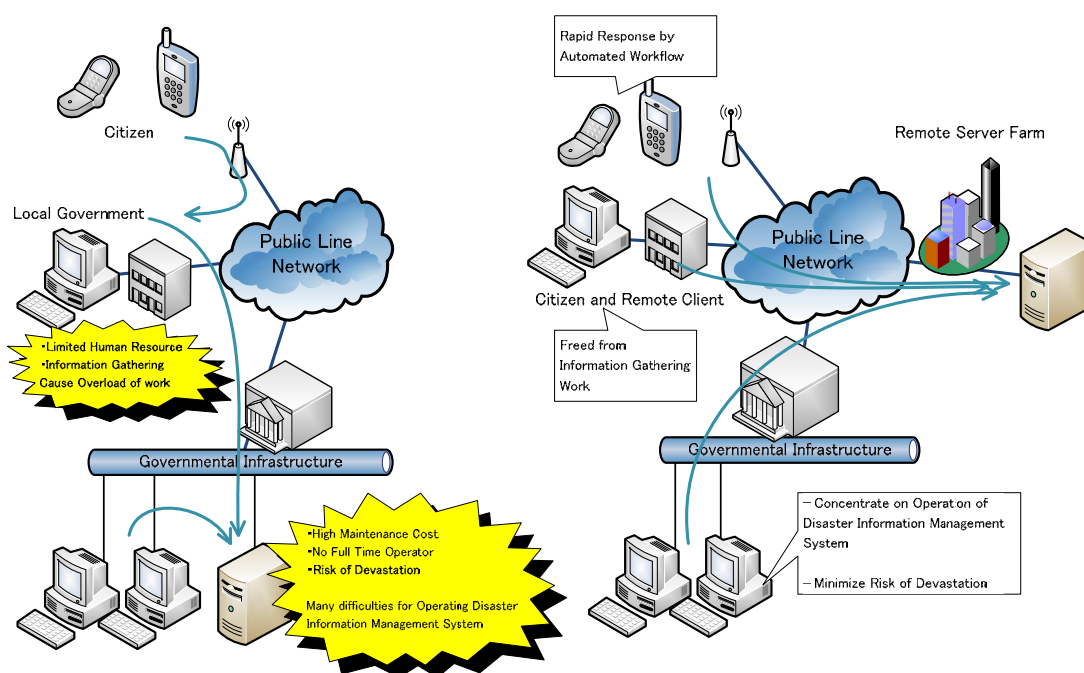 Citizen
Local Government
Public Line
Network
・Limited Human Resource
・Information Gathering
Cause Overload of work
Governmental Infrastructure
・High Maintenance Cost
・No Full Time Operator
・Risk of Devastation
Many difficulties for Operating Disaster
Information Management System
Rapid Response by
Automated Workflow
Remote Server Farm
Public Line
Network
Citizen and Remote Client
Freed from
Information Gathering
Work
Governmental Infrastructure
- Concentrate on Operation of
Disaster Information Management
System
- Minimize Risk of Devastation